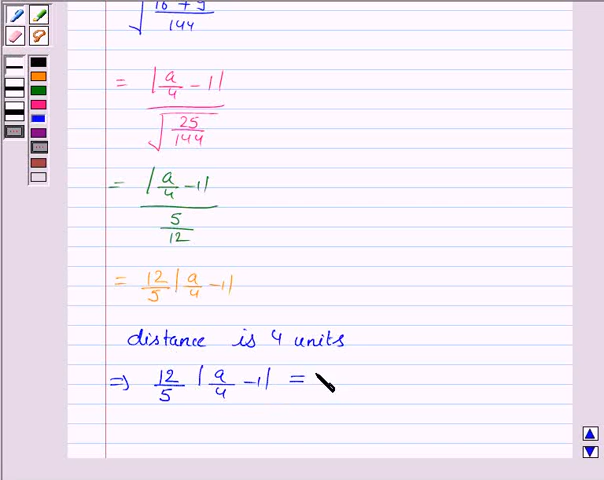 √((16 + 9)/144)
= |a/4 - 1| / √(25/144)
= |a/4 - 1| / (5/12)
= 12/5 |a/4 - 1|
distance is 4 units
⇒ 12/5 |a/4 - 1| =